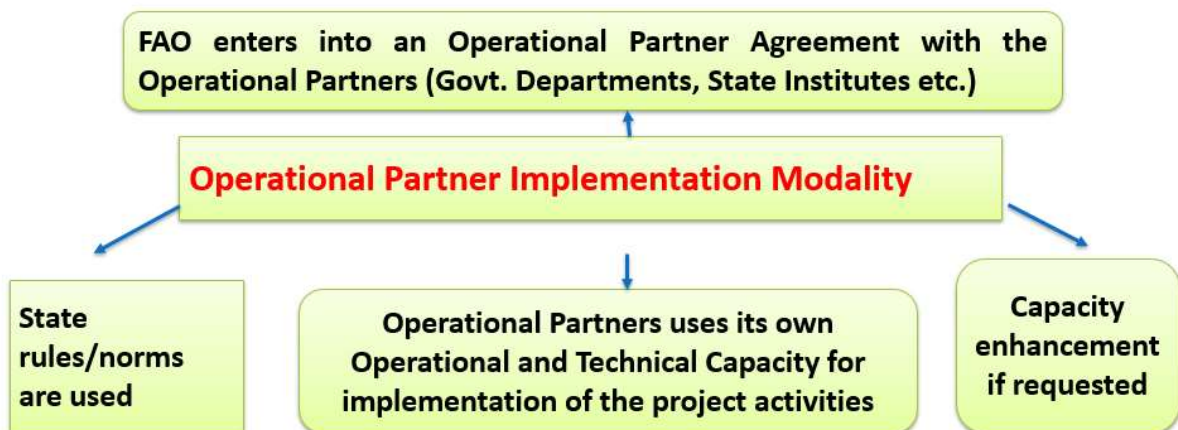 FAO enters into an Operational Partner Agreement with the
Operational Partners (Govt. Departments, State Institutes etc.)
Operational Partner Implementation Modality
State
rules/norms
are used
Operational Partners uses its own
Operational and Technical Capacity for
implementation of the project activities
Capacity
enhancement
if requested